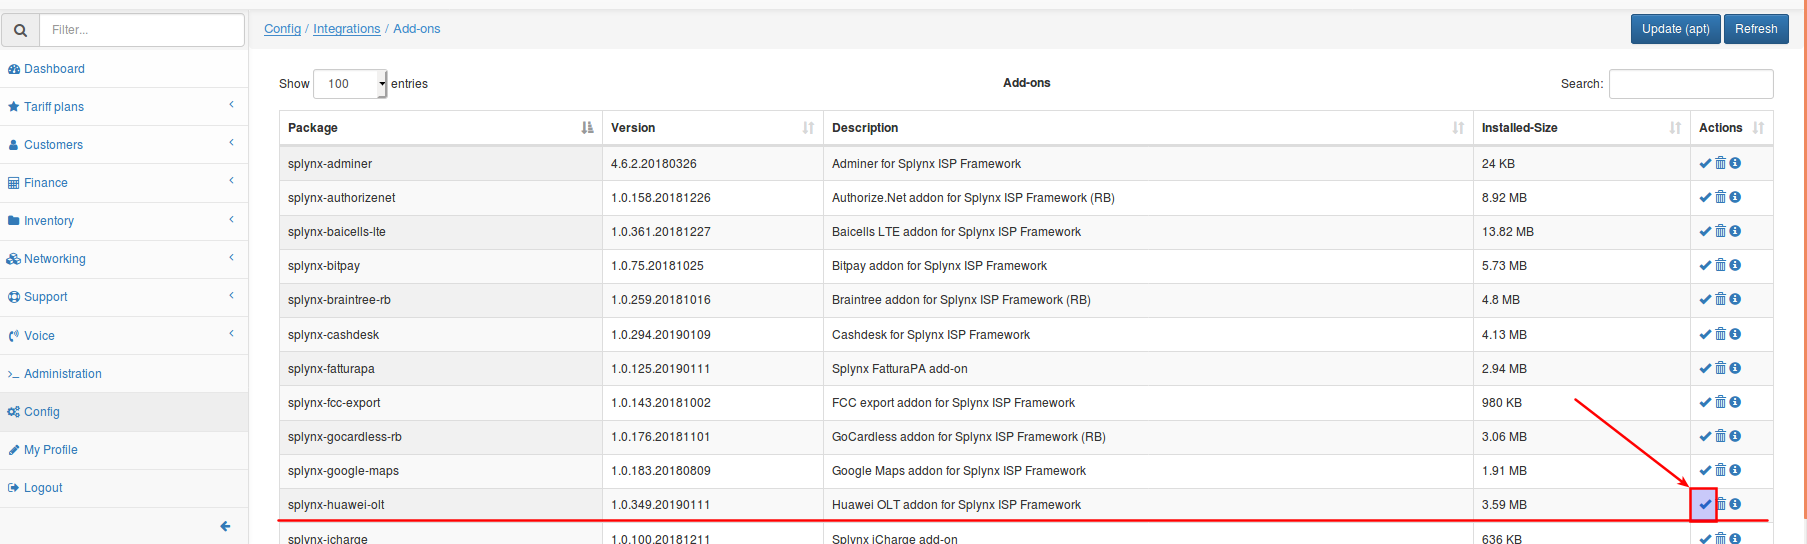 Filter...
Config / Integrations / Add-ons
Update (apt)
Refresh
Dashboard
Tariff plans
Customers
Finance
Inventory
Networking
Support
Voice
Administration
Config
My Profile
Logout
Show 100 entries
Add-ons
Search:
Package Version Description Installed-Size Actions
splynx-adminer 4.6.2.20180326 Adminer for Splynx ISP Framework 24 KB
splynx-authorizenet 1.0.158.20181226 Authorize.Net addon for Splynx ISP Framework (RB) 8.92 MB
splynx-baicells-lte 1.0.361.20181227 Baicells LTE addon for Splynx ISP Framework 13.82 MB
splynx-bitpay 1.0.75.20181025 Bitpay addon for Splynx ISP Framework 5.73 MB
splynx-braintree-rb 1.0.259.20181016 Braintree addon for Splynx ISP Framework (RB) 4.8 MB
splynx-cashdesk 1.0.294.20190109 Cashdesk for Splynx ISP Framework 4.13 MB
splynx-fatturapa 1.0.125.20190111 Splynx FatturaPA add-on 2.94 MB
splynx-fcc-export 1.0.143.20181002 FCC export addon for Splynx ISP Framework 980 KB
splynx-gocardless-rb 1.0.176.20181101 GoCardless addon for Splynx ISP Framework (RB) 3.06 MB
splynx-google-maps 1.0.183.20180809 Google Maps addon for Splynx ISP Framework 1.91 MB
splynx-huawei-olt 1.0.349.20190111 Huawei OLT addon for Splynx ISP Framework 3.59 MB
splynx-icharge 1.0.100.20181211 Splynx iCharge add-on 636 KB